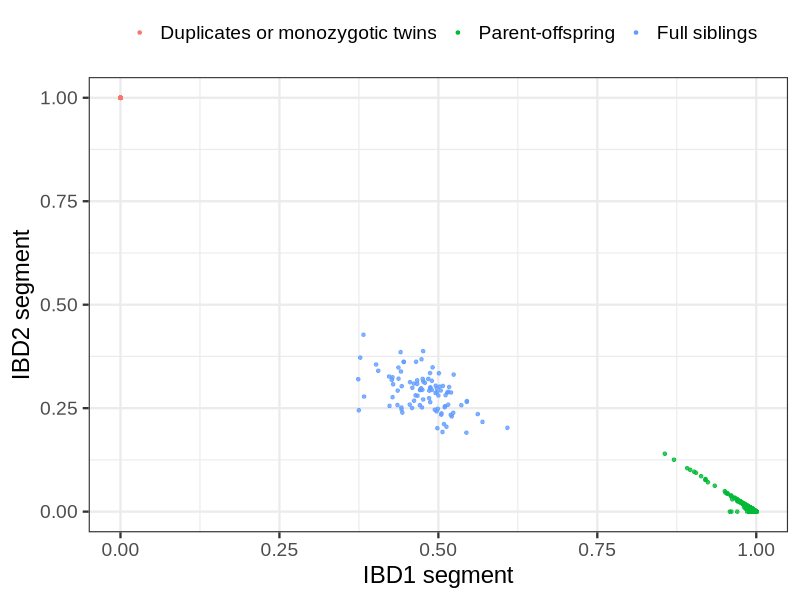 Duplicates or monozygotic twins Parent-offspring Full siblings
1.00
0.75
0.50
0.25
0.00
IBD2 segment
0.00 0.25 0.50 0.75 1.00
IBD1 segment